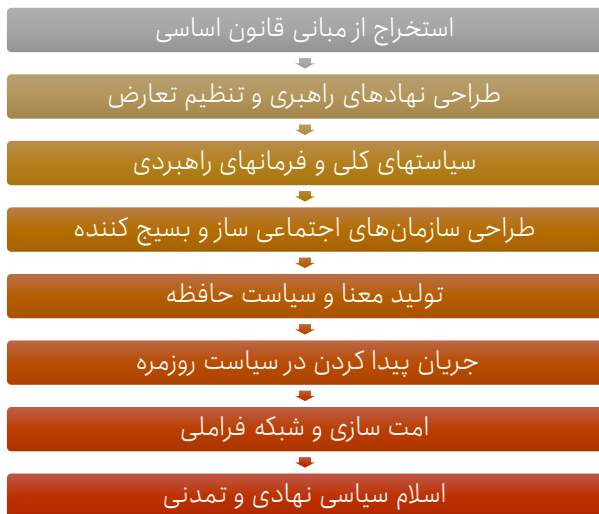 استخراج از مبانی قانون اساسی
طراحی نهادهای راهبری و تنظیم تعارض
سیاستهای کلی و فرمانهای راهبردی
طراحی سازمان‌های اجتماعی ساز و بسیج کننده
تولید معنا و سیاست حافظه
جریان پیدا کردن در سیاست روزمره
امت سازی و شبکه فراملی
اسلام سیاسی نهادی و تمدنی